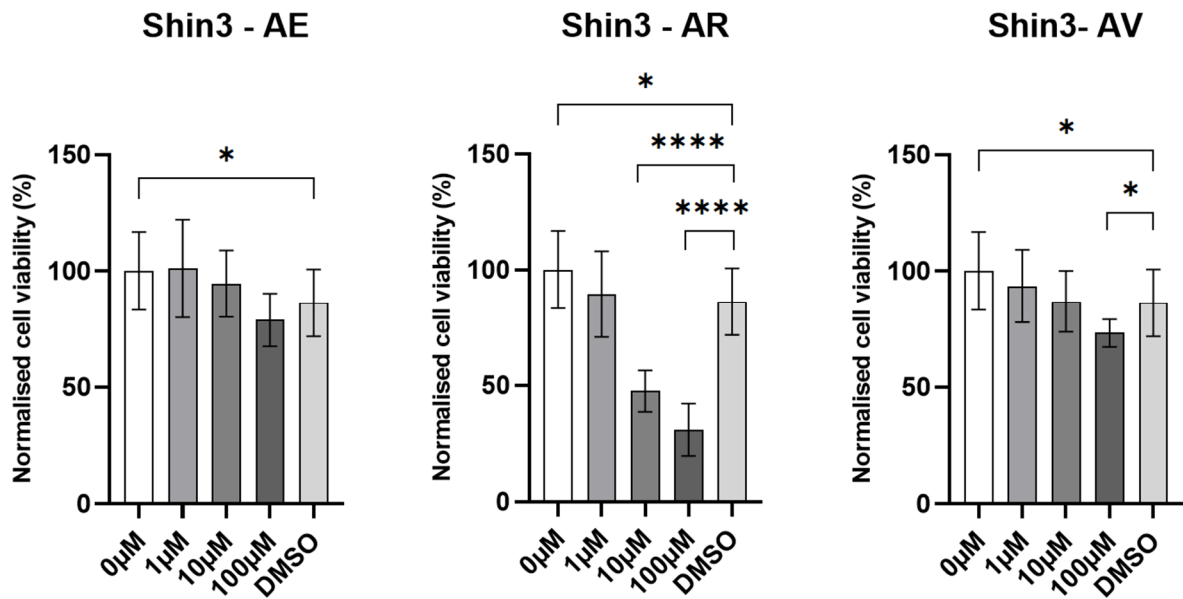 Shin3 - AE
Normalised cell viability (%)
150
100
50
0
*
0µM
1µM
10µM
100µM
DMSO
Shin3 - AR
Normalised cell viability (%)
150
100
50
0
*
****
****
0µM
1µM
10µM
100µM
DMSO
Shin3- AV
Normalised cell viability (%)
150
100
50
0
*
*
0µM
1µM
10µM
100µM
DMSO